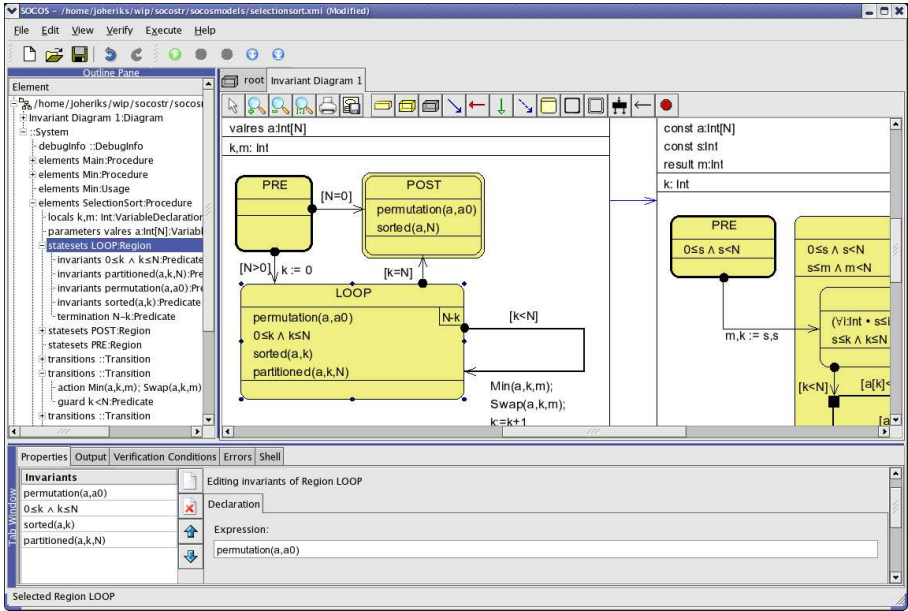 SOCOS – /home/joheriks/wip/socostr/socosmodels/selectionsort.xmi (Modified)
File Edit View Verify Execute Help
Outline Pane
Element
/home/joheriks/wip/socostr/socosr
Invariant Diagram 1:Diagram
::System
debugInfo ::DebugInfo
elements Main:Procedure
elements Min:Procedure
elements Min:Usage
elements SelectionSort:Procedure
locals k,m: Int:VariableDeclaration
parameters valres a:Int[N]:Variabl
statesets LOOP:Region
invariants 0≤k ∧ k≤N:Predicate
invariants partitioned(a,k,N):Pre
invariants permutation(a,a0):Pre
invariants sorted(a,k):Predicate
termination N–k:Predicate
statesets POST:Region
statesets PRE:Region
transitions ::Transition
transitions ::Transition
action Min(a,k,m); Swap(a,k,m)
guard k<N:Predicate
transitions ::Transition
root Invariant Diagram 1
valres a:Int[N]
k,m: Int
PRE
[N=0]
POST
permutation(a,a0)
sorted(a,N)
[N>0] k := 0
[k=N]
LOOP
permutation(a,a0)
0≤k ∧ k≤N
sorted(a,k)
partitioned(a,k,N)
N-k
[k<N]
Min(a,k,m);
Swap(a,k,m);
k:=k+1
const a:Int[N]
const s:Int
result m:Int
k: Int
PRE
0≤s ∧ s<N
m,k := s,s
0≤s ∧ s<N
s≤m ∧ m<N
(∀i:Int • s≤i
s≤k ∧ k≤N
[k<N]
[a[k]<
[a
Tab Window
Properties Output Verification Conditions Errors Shell
Invariants
permutation(a,a0)
0≤k ∧ k≤N
sorted(a,k)
partitioned(a,k,N)
Editing invariants of Region LOOP
Declaration
Expression:
permutation(a,a0)
Selected Region LOOP